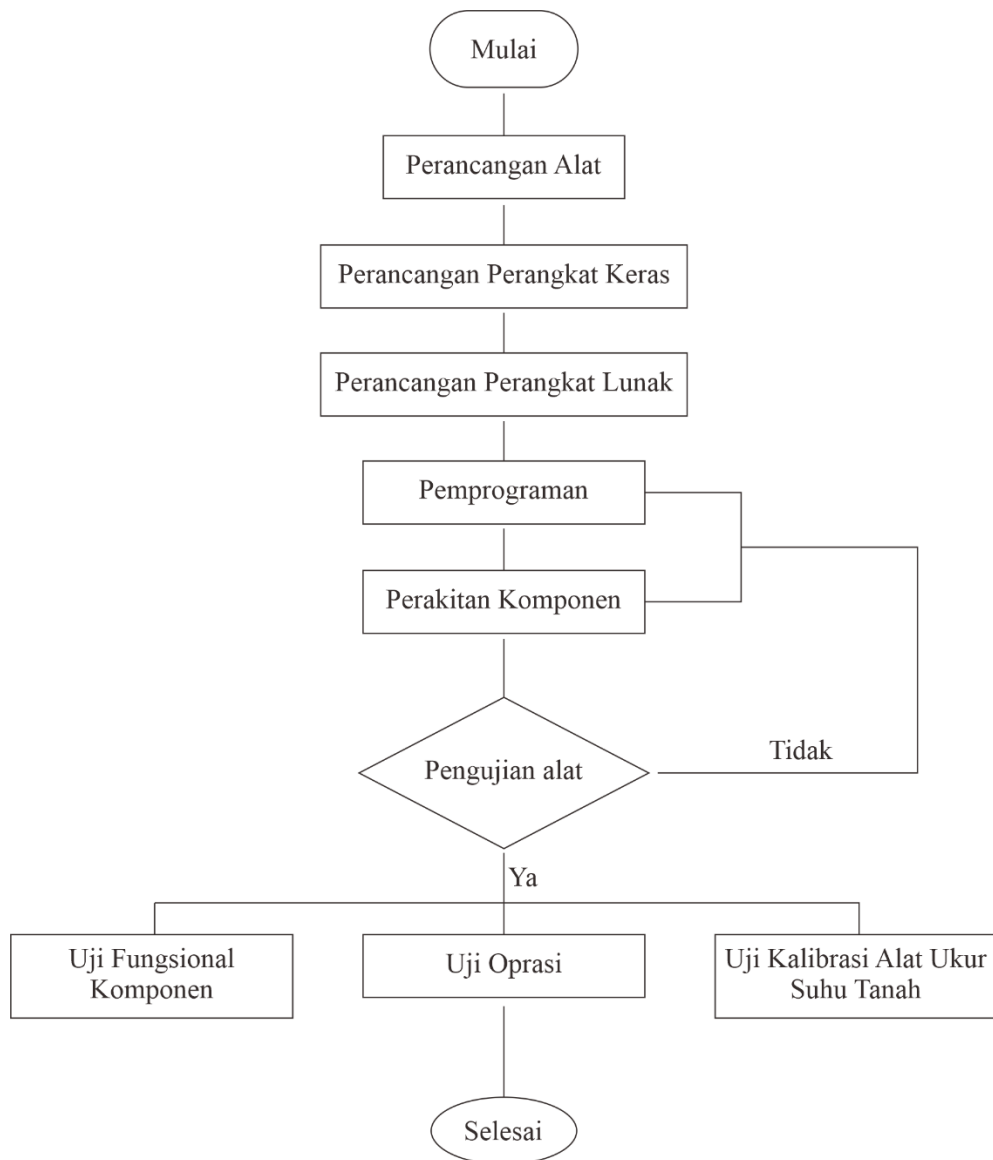 Mulai
Perancangan Alat
Perancangan Perangkat Keras
Perancangan Perangkat Lunak
Pemprograman
Perakitan Komponen
Pengujian alat
Tidak
Ya
Uji Fungsional
Komponen
Uji Oprasi
Uji Kalibrasi Alat Ukur
Suhu Tanah
Selesai